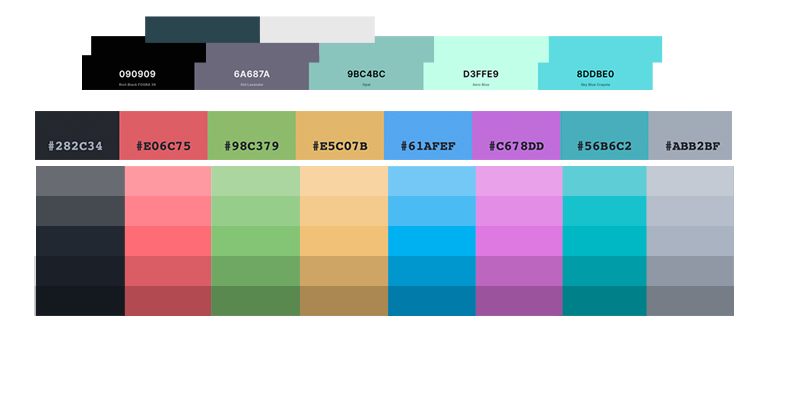 090909 6A687A 9BC4BC D3FFE9 8DDBE0
Rich Black FOGRA 39 Old Lavender Opal Aero Blue Sky Blue Crayola
#282C34 #E06C75 #98C379 #E5C07B #61AFEF #C678DD #56B6C2 #ABB2BF